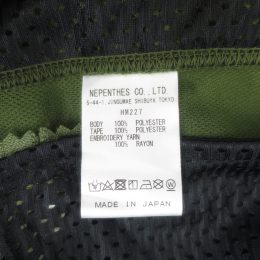 NEPENTHES CO., LTD
5-44-1, JINGUMAE SHIBUYA TOKYO
HM227
BODY 100% POLYESTER
TAPE 100% POLYESTER
EMBROIDERY YARN
100% RAYON
MADE IN JAPAN